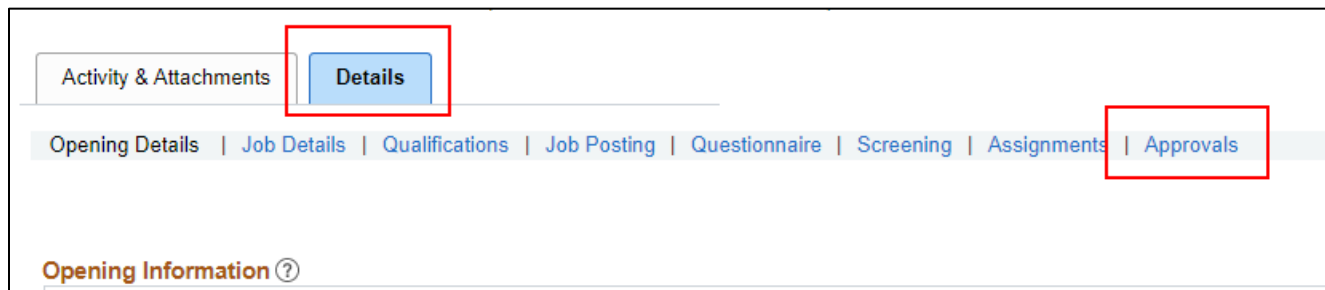 Activity & Attachments Details
Opening Details | Job Details | Qualifications | Job Posting | Questionnaire | Screening | Assignments | Approvals
Opening Information ?